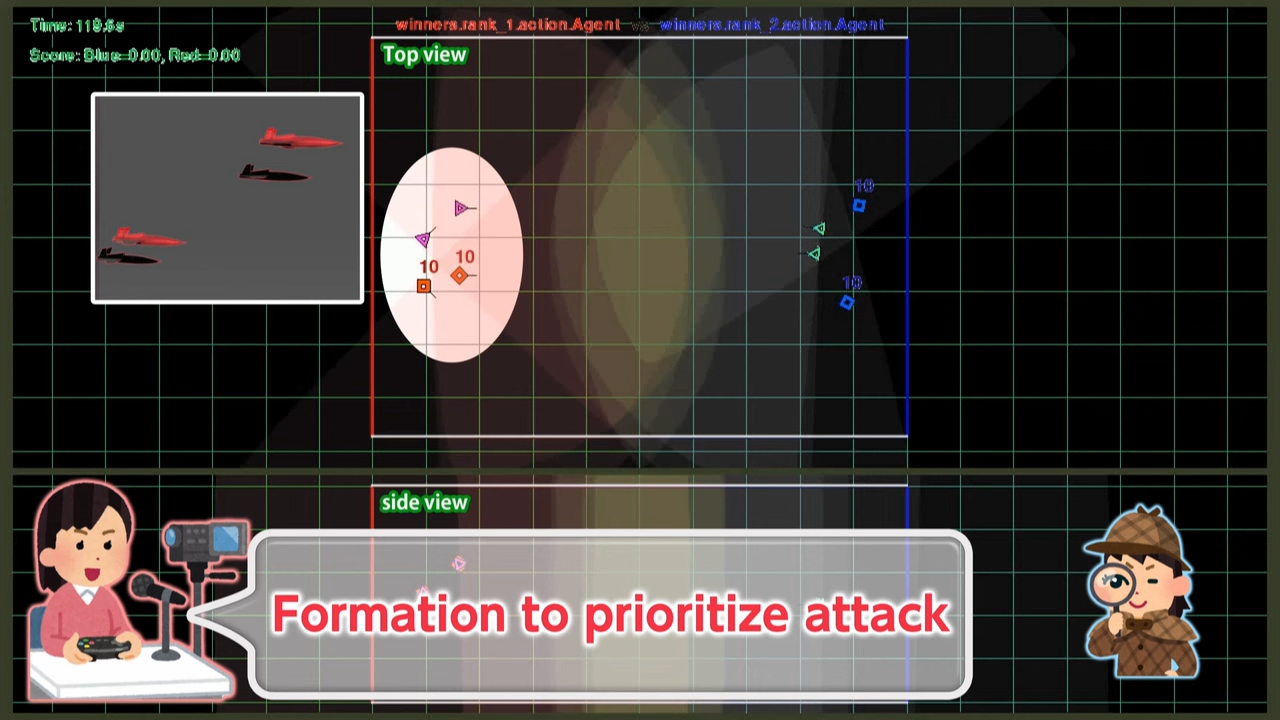 Time: 119.6s
winners.rank_1.action.Agent vs winners.rank_2.action.Agent
Score: Blue=0.00, Red=0.00
Top view
10
10
10
10
side view
Formation to prioritize attack